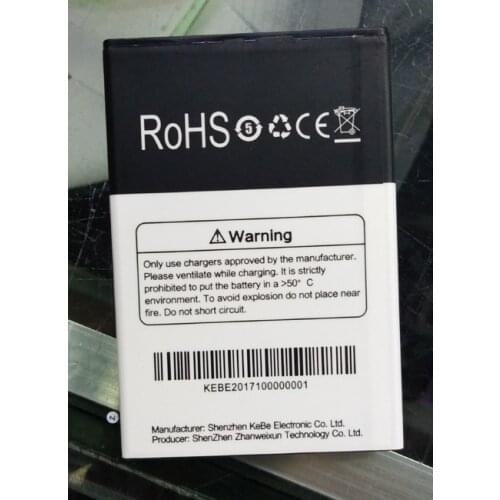 RoHS 5 CE
Warning
Only use chargers approved by the manufacturer.
Please ventilate while charging. It is strictly
prohibited to put the battery in a >50° C
environment. To avoid explosion do not place near
fire. Do not short circuit.
KEBE2017100000001
Manufacturer: Shenzhen KeBe Electronic Co. Ltd.
Producer: ShenZhen Zhanweixun Technology Co. Ltd.